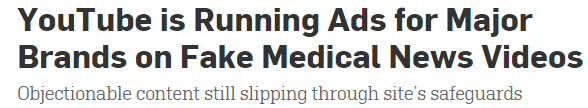 YouTube is Running Ads for Major
Brands on Fake Medical News Videos
Objectionable content still slipping through site's safeguards